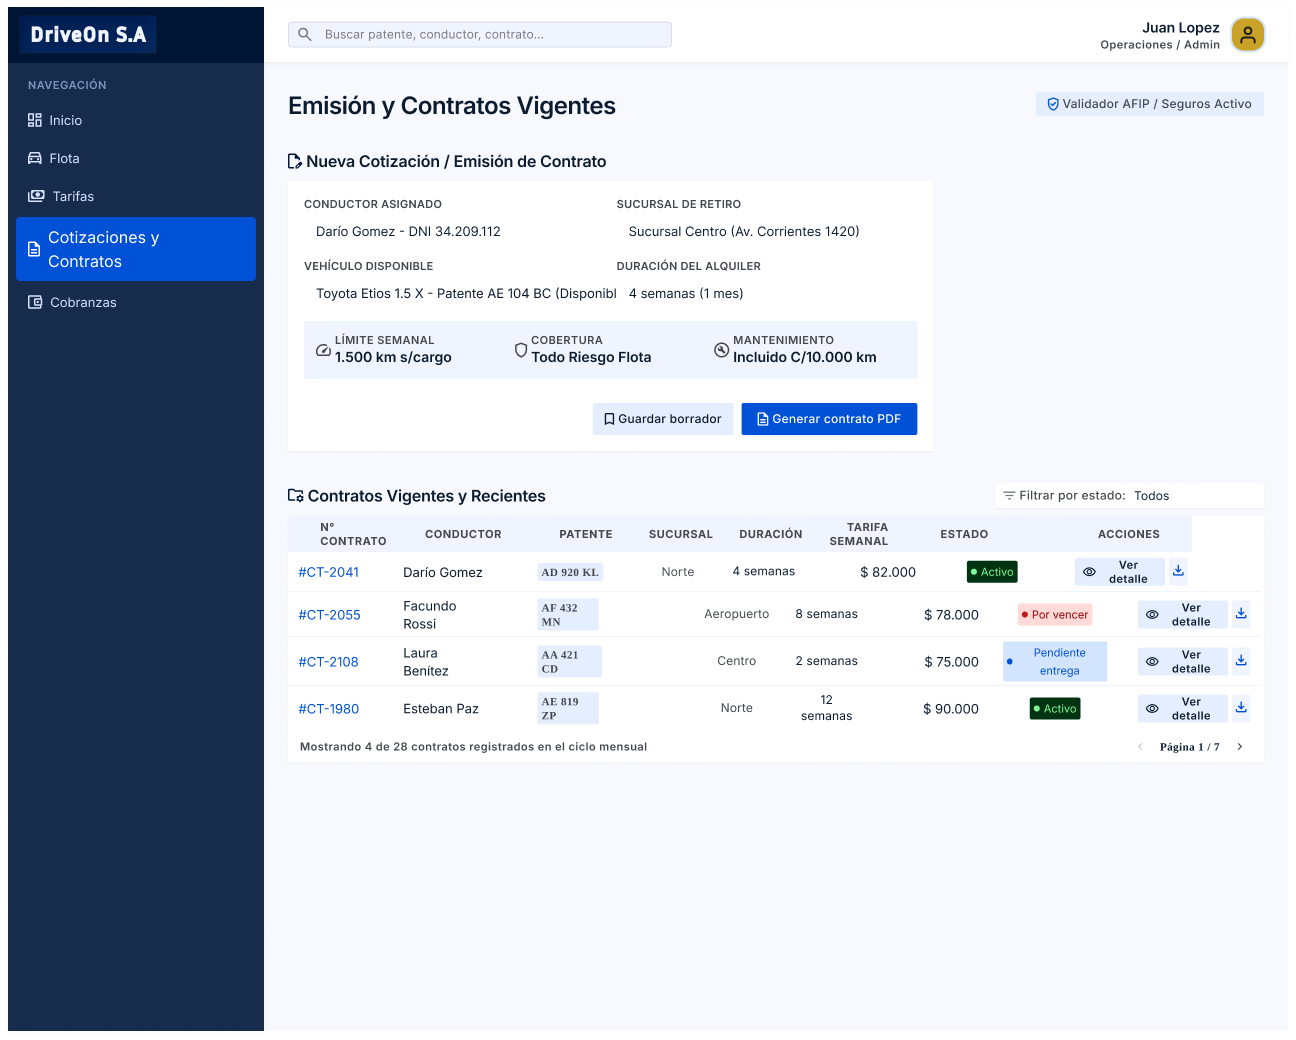 DriveOn S.A
Buscar patente, conductor, contrato...
Juan Lopez
Operaciones / Admin
NAVEGACIÓN
Inicio
Flota
Tarifas
Cotizaciones y
Contratos
Cobranzas
Emisión y Contratos Vigentes
Validador AFIP / Seguros Activo
Nueva Cotización / Emisión de Contrato
CONDUCTOR ASIGNADO
SUCURSAL DE RETIRO
Darío Gomez - DNI 34.209.112
Sucursal Centro (Av. Corrientes 1420)
VEHÍCULO DISPONIBLE
DURACIÓN DEL ALQUILER
Toyota Etios 1.5 X - Patente AE 104 BC (Disponibl
4 semanas (1 mes)
LÍMITE SEMANAL
1.500 km s/cargo
COBERTURA
Todo Riesgo Flota
MANTENIMIENTO
Incluido C/10.000 km
Guardar borrador
Generar contrato PDF
Contratos Vigentes y Recientes
Filtrar por estado: Todos
N°
CONTRATO
CONDUCTOR
PATENTE
SUCURSAL
DURACIÓN
TARIFA
SEMANAL
ESTADO
ACCIONES
#CT-2041
Darío Gomez
AD 920 KL
Norte
4 semanas
$ 82.000
Activo
Ver
detalle
#CT-2055
Facundo
Rossi
AF 432
MN
Aeropuerto
8 semanas
$ 78.000
Por vencer
Ver
detalle
#CT-2108
Laura
Benítez
AA 421
CD
Centro
2 semanas
$ 75.000
Pendiente
entrega
Ver
detalle
#CT-1980
Esteban Paz
AE 819
ZP
Norte
12
semanas
$ 90.000
Activo
Ver
detalle
Mostrando 4 de 28 contratos registrados en el ciclo mensual
Página 1 / 7